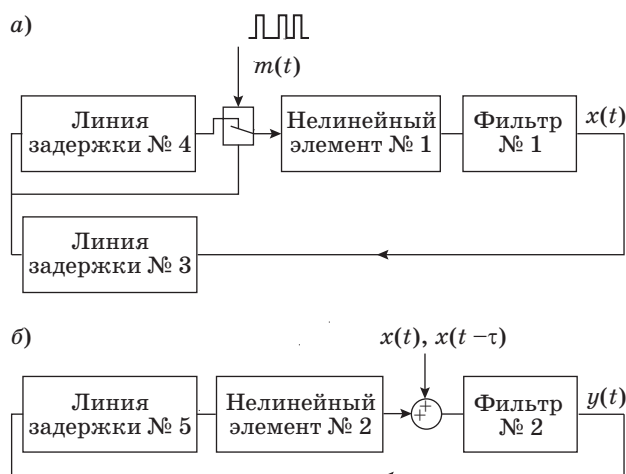 а)
m(t)
Линия
задержки № 4
Нелинейный
элемент № 1
Фильтр
№ 1
x(t)
Линия
задержки № 3
б)
x(t), x(t – τ)
Линия
задержки № 5
Нелинейный
элемент № 2
+
+
Фильтр
№ 2
y(t)